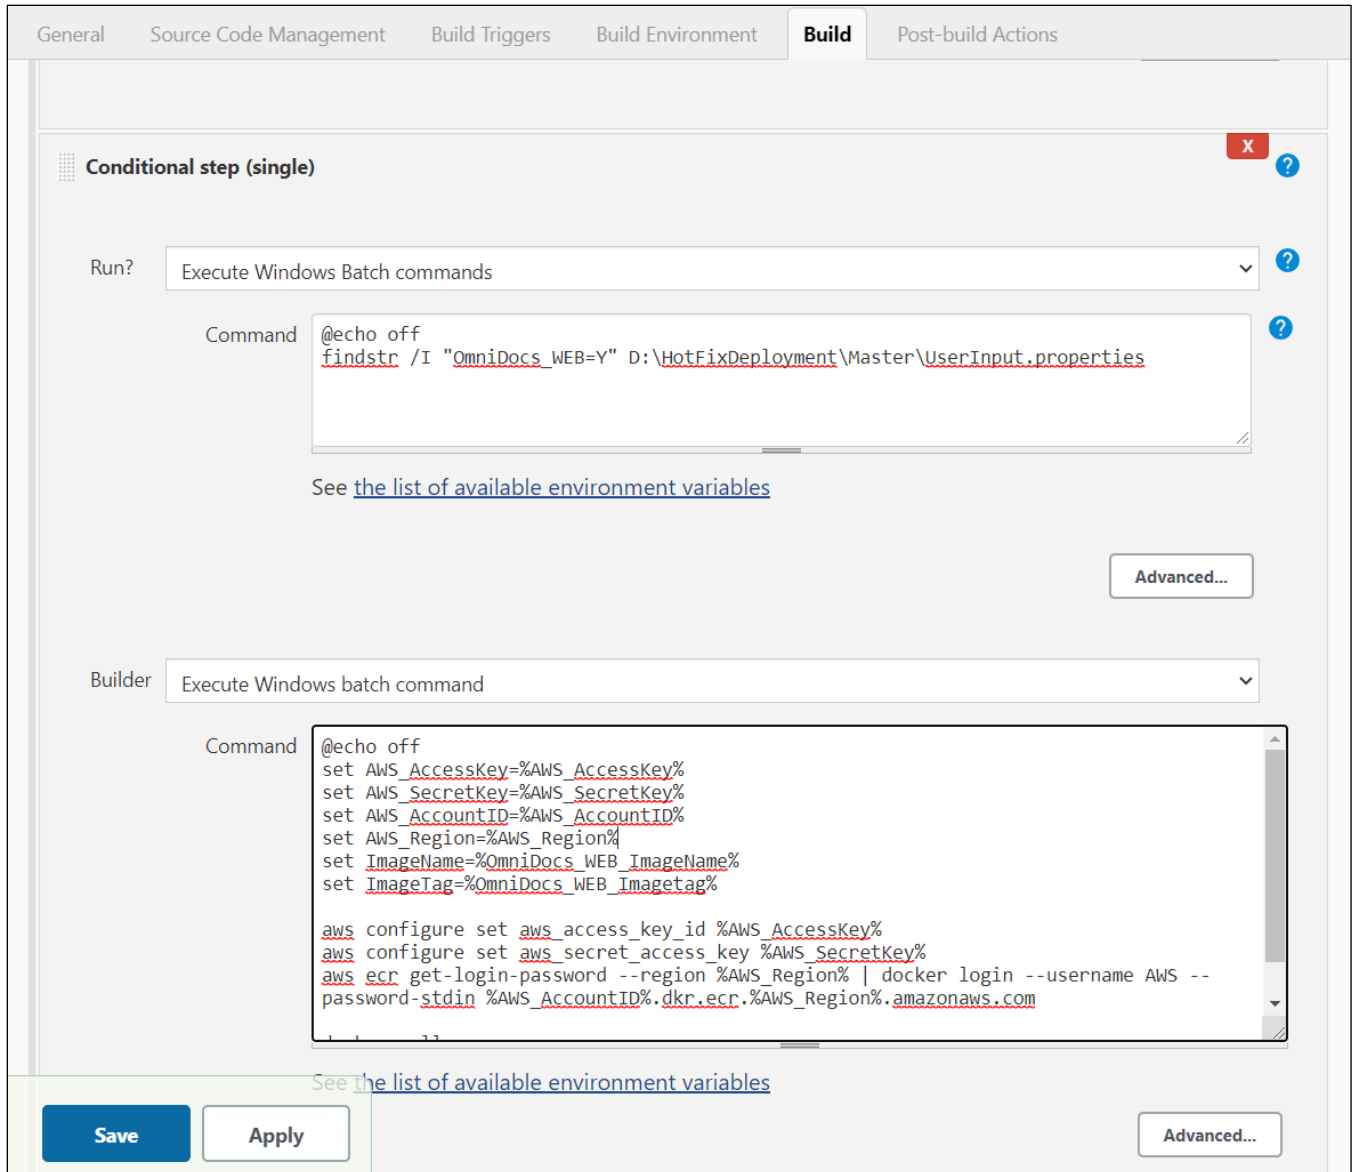 General Source Code Management Build Triggers Build Environment Build Post-build Actions
X
Conditional step (single)
?
Run? Execute Windows Batch commands
?
Command
@echo off
findstr /I "OmniDocs_WEB=Y" D:\HotFixDeployment\Master\UserInput.properties
?
See the list of available environment variables
Advanced...
Builder Execute Windows batch command
Command
@echo off
set AWS_AccessKey=%AWS_AccessKey%
set AWS_SecretKey=%AWS_SecretKey%
set AWS_AccountID=%AWS_AccountID%
set AWS_Region=%AWS_Region%
set ImageName=%OmniDocs_WEB_ImageName%
set ImageTag=%OmniDocs_WEB_Imagetag%
aws configure set aws_access_key_id %AWS_AccessKey%
aws configure set aws_secret_access_key %AWS_SecretKey%
aws ecr get-login-password --region %AWS_Region% | docker login --username AWS --
password-stdin %AWS_AccountID%.dkr.ecr.%AWS_Region%.amazonaws.com
See the list of available environment variables
Save Apply
Advanced...